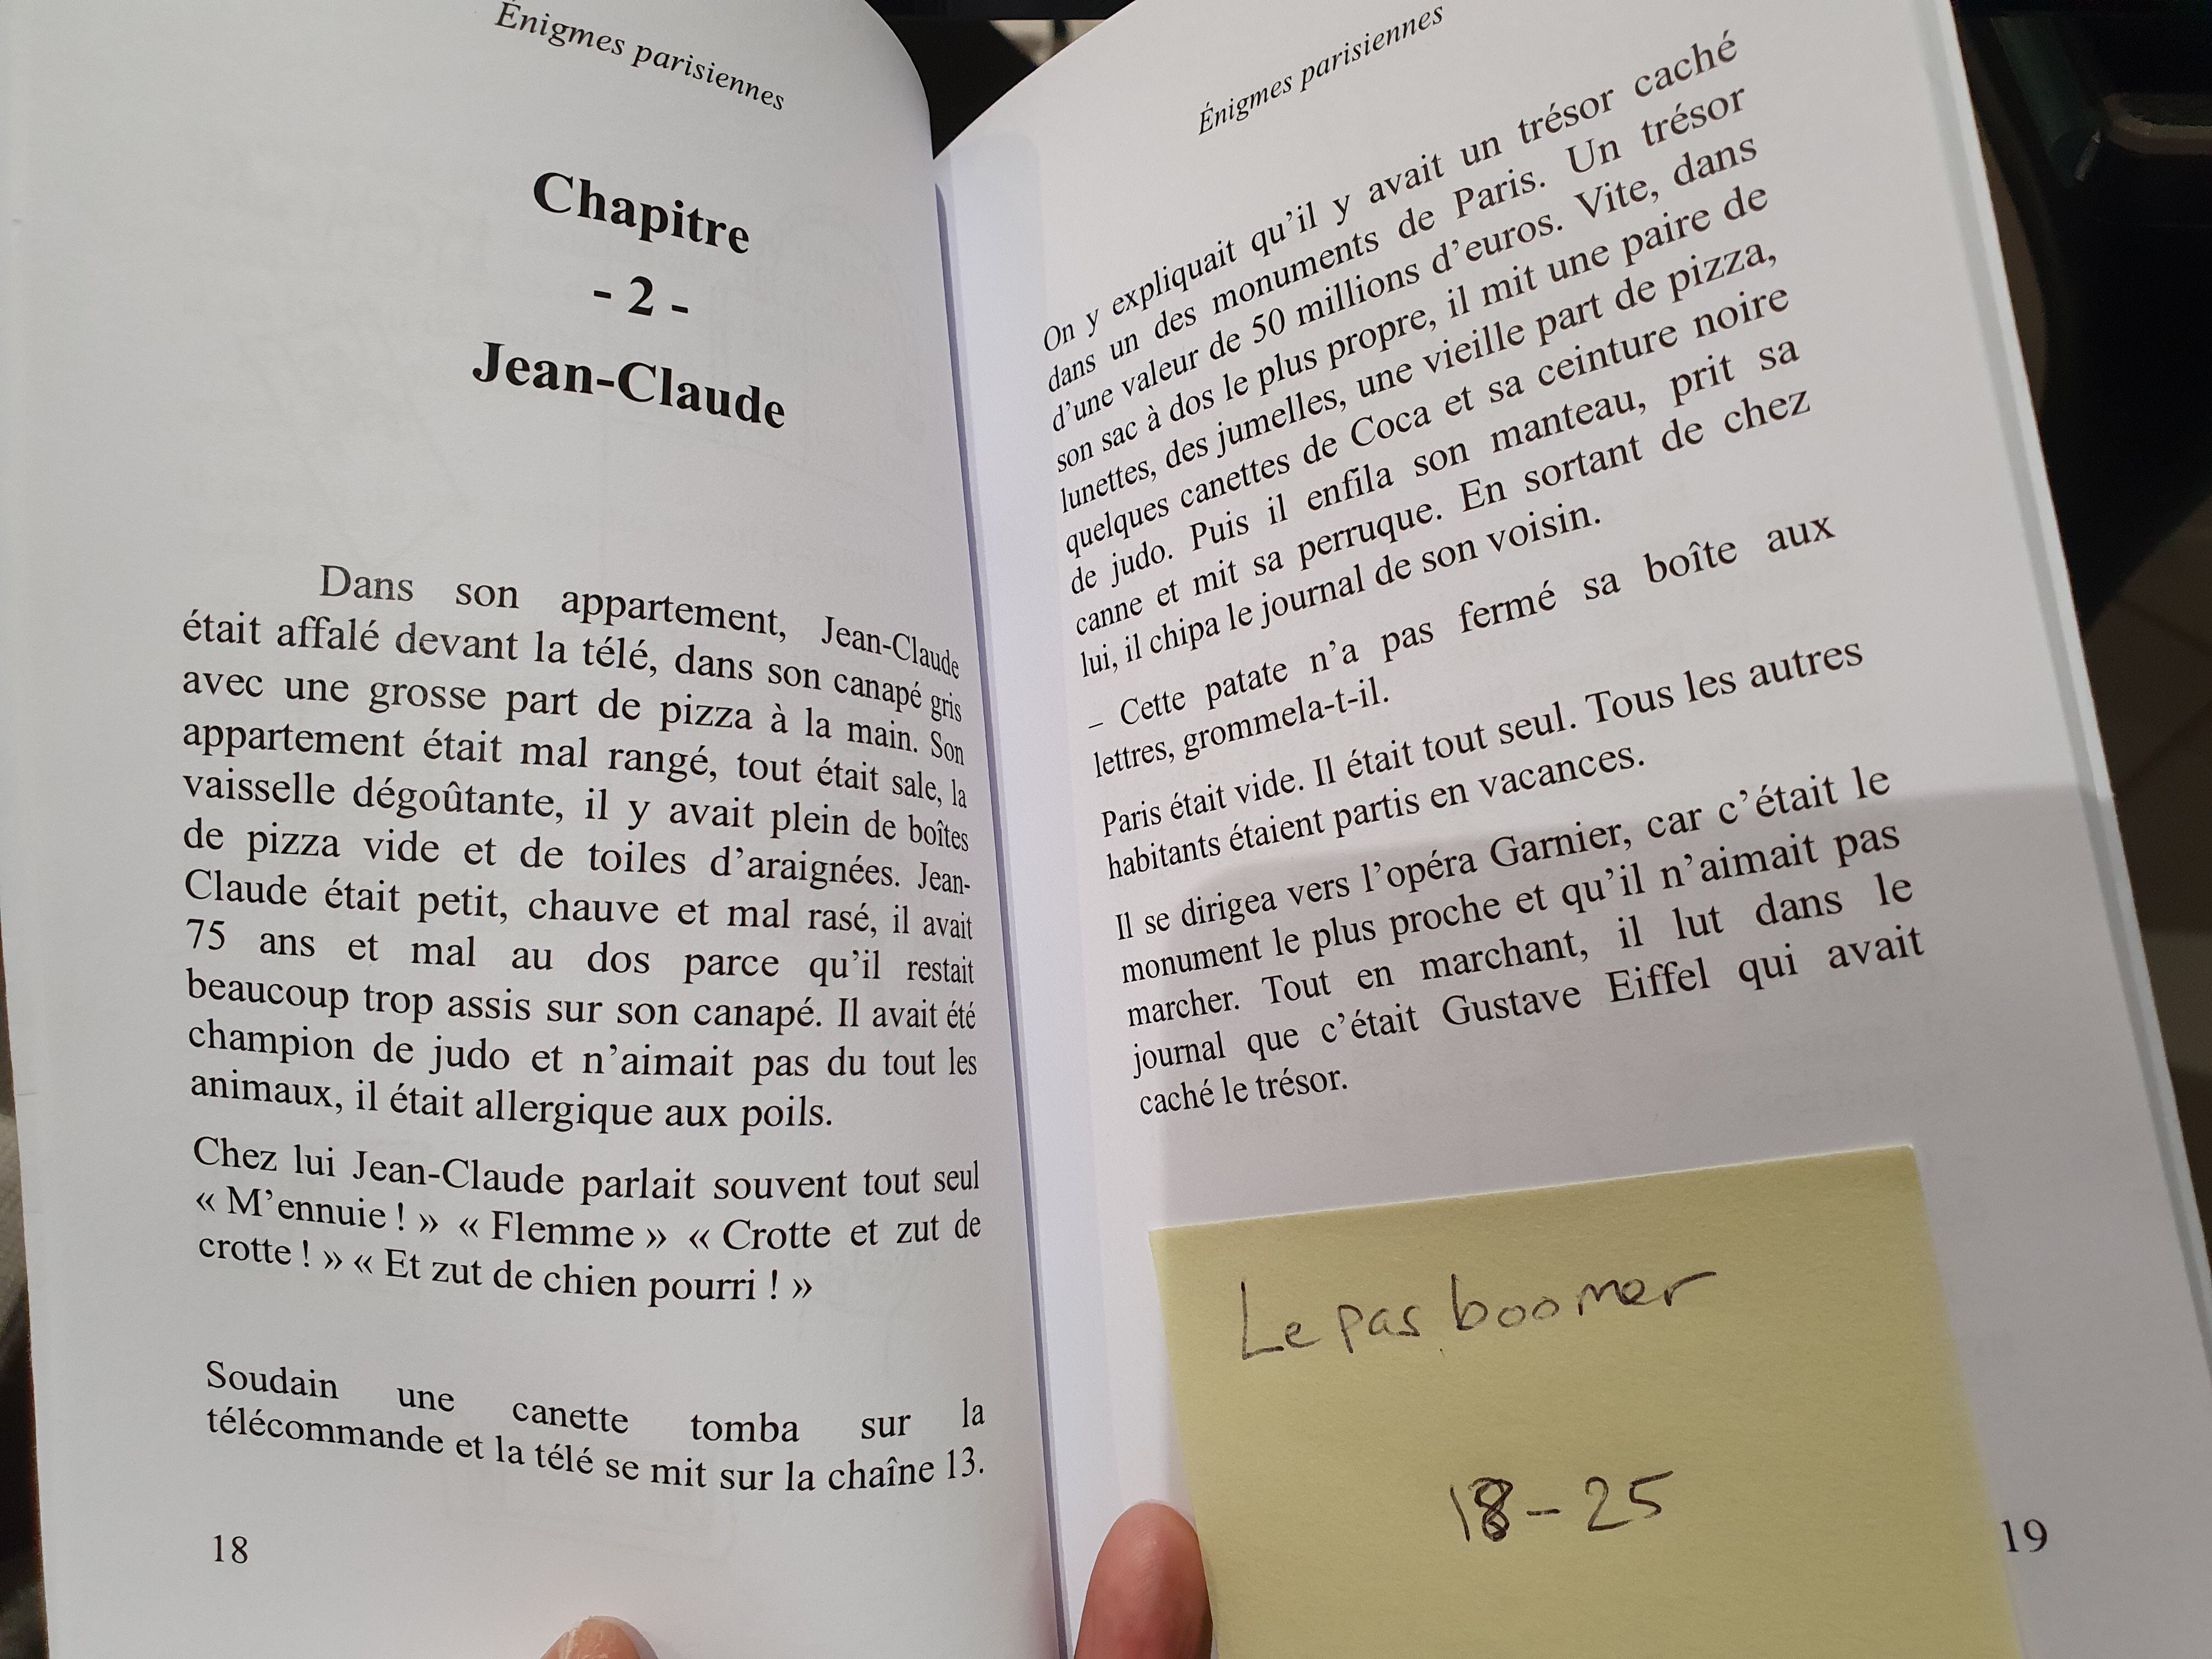 Énigmes parisiennes
Chapitre
- 2 -
Jean-Claude
Dans son appartement, Jean-Claude
était affalé devant la télé, dans son canapé gris
avec une grosse part de pizza à la main. Son
appartement était mal rangé, tout était sale, la
vaisselle dégoûtante, il y avait plein de boîtes
de pizza vide et de toiles d’araignées. Jean-
Claude était petit, chauve et mal rasé, il avait
75 ans et mal au dos parce qu’il restait
beaucoup trop assis sur son canapé. Il avait été
champion de judo et n’aimait pas du tout les
animaux, il était allergique aux poils.
Chez lui Jean-Claude parlait souvent tout seul
« M’ennuie ! » « Flemme » « Crotte et zut de
crotte ! » « Et zut de chien pourri ! »
Soudain une canette tomba sur la
télécommande et la télé se mit sur la chaîne 13.
18
Énigmes parisiennes
On y expliquait qu’il y avait un trésor caché
dans un des monuments de Paris. Un trésor
d’une valeur de 50 millions d’euros. Vite, dans
son sac à dos le plus propre, il mit une paire de
lunettes, des jumelles, une vieille part de pizza,
quelques canettes de Coca et sa ceinture noire
de judo. Puis il enfila son manteau, prit sa
canne et mit sa perruque. En sortant de chez
lui, il chipa le journal de son voisin.
_ Cette patate n’a pas fermé sa boîte aux
lettres, grommela-t-il.
Paris était vide. Il était tout seul. Tous les autres
habitants étaient partis en vacances.
Il se dirigea vers l’opéra Garnier, car c’était le
monument le plus proche et qu’il n’aimait pas
marcher. Tout en marchant, il lut dans le
journal que c’était Gustave Eiffel qui avait
caché le trésor.
Le pas boomer
18-25
19